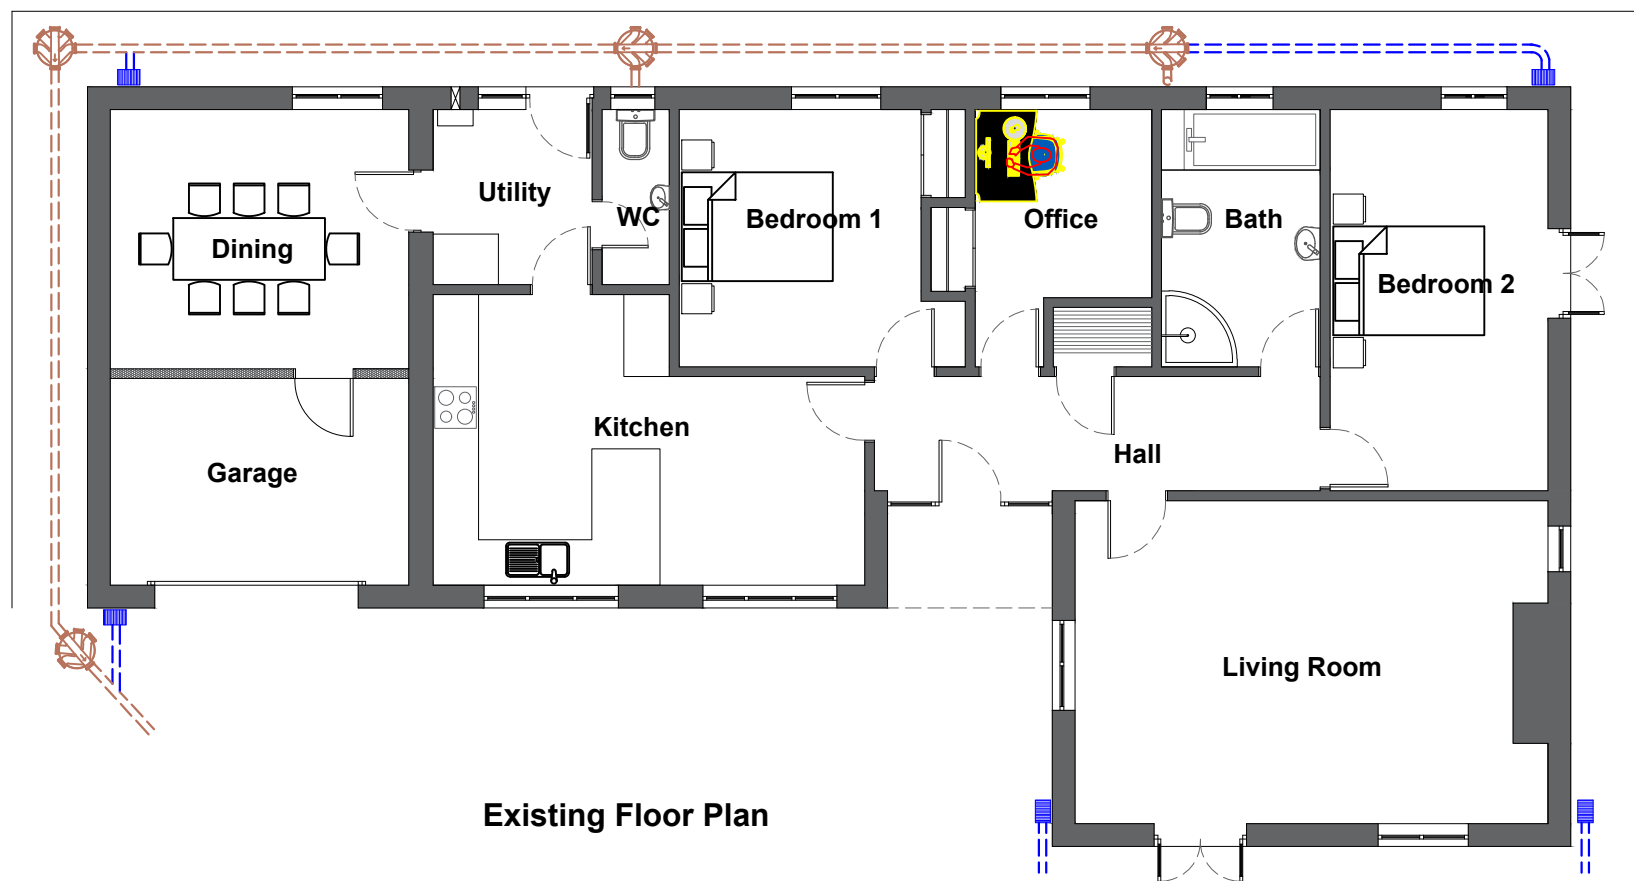 Utility
WC
Bedroom 1
Office
Bath
Dining
Bedroom 2
Kitchen
Hall
Garage
Living Room
Existing Floor Plan